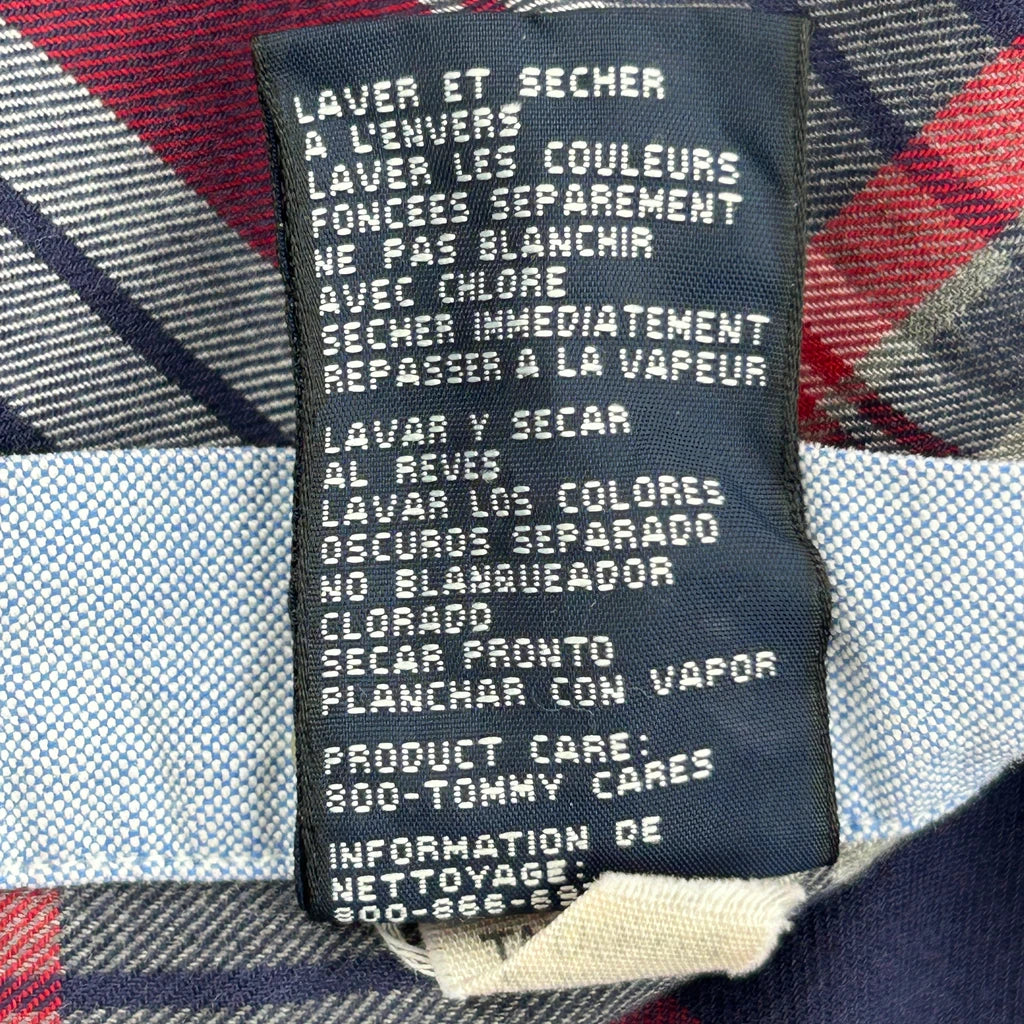 LAVER ET SECHER
A L'ENVERS
LAVER LES COULEURS
FONCEES SEPAREMENT
NE PAS BLANCHIR
AVEC CHLORE
SECHER IMMEDIATEMENT
REPASSER A LA VAPEUR
LAVAR Y SECAR
AL REVES
LAVAR LOS COLORES
OSCUROS SEPARADO
NO BLANQUEADOR
CLORADO
SECAR PRONTO
PLANCHAR CON VAPOR
PRODUCT CARE:
800-TOMMY CARES
INFORMATION DE
NETTOYAGE: